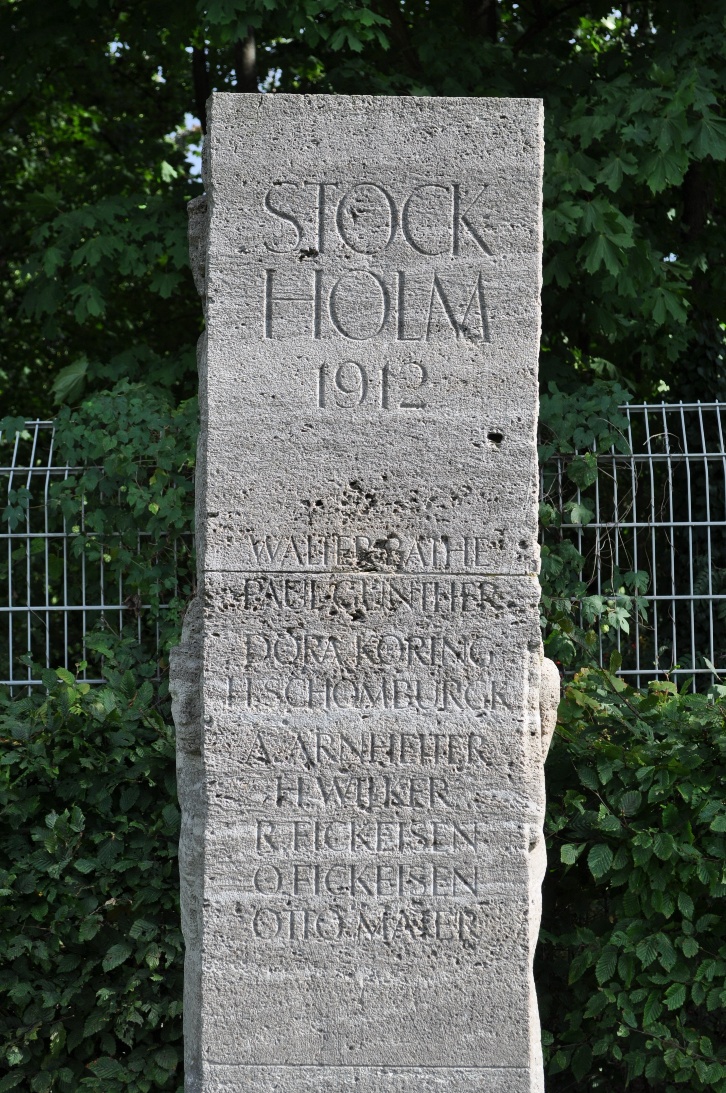 STOCK
HOLM
1912
WALTER BATHE
PAUL GÜNTHER
DORA KÖRING
H. SCHOMBURGK
A. ARNHEITER
H. WILKER
R. FICKEISEN
O. FICKEISEN
OTTO MAIER